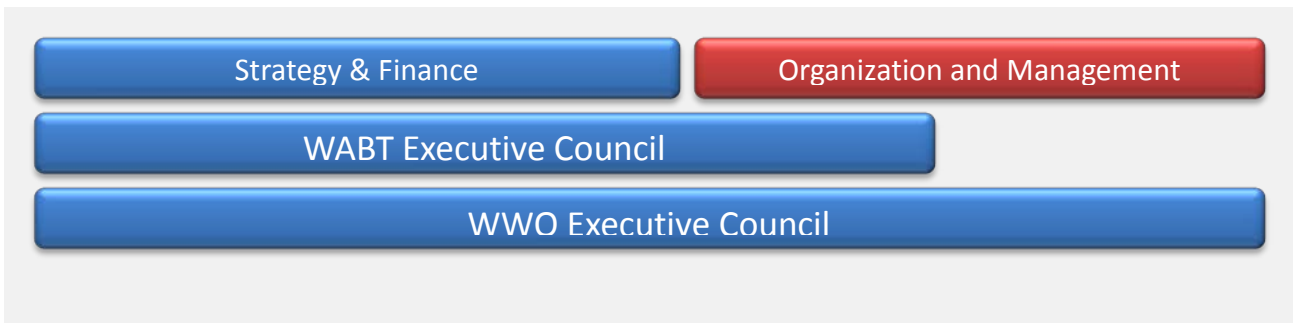 Strategy & Finance
Organization and Management
WABT Executive Council
WWO Executive Council